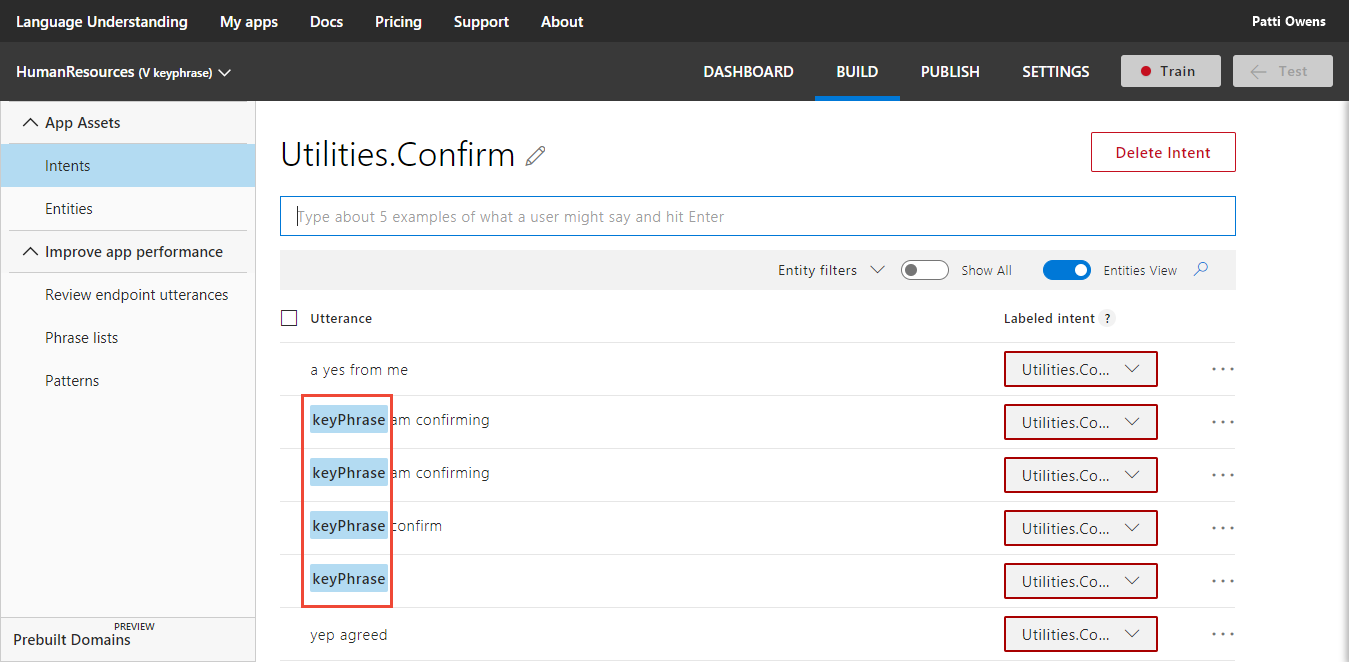 Language Understanding My apps Docs Pricing Support About Patti Owens
HumanResources (V keyphrase) DASHBOARD BUILD PUBLISH SETTINGS Train Test
App Assets
Intents
Entities
Improve app performance
Review endpoint utterances
Phrase lists
Patterns
PREVIEW
Prebuilt Domains
Utilities.Confirm
Delete Intent
Type about 5 examples of what a user might say and hit Enter
Entity filters Show All Entities View
Utterance Labeled intent ?
a yes from me Utilities.Co... ...
keyPhrase am confirming Utilities.Co... ...
keyPhrase am confirming Utilities.Co... ...
keyPhrase confirm Utilities.Co... ...
keyPhrase Utilities.Co... ...
yep agreed Utilities.Co... ...